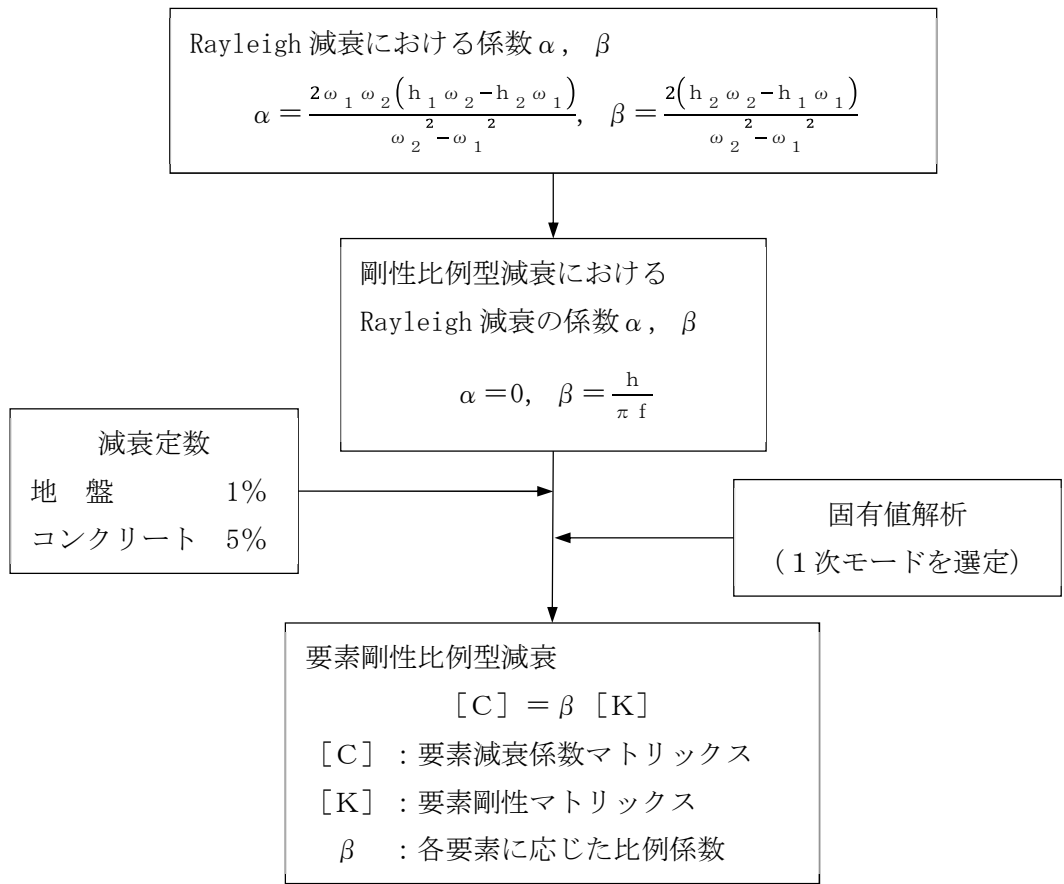 Rayleigh 減衰における係数α, β
α＝2ω₁ω₂(h₁ω₂−h₂ω₁)/(ω₂²−ω₁²), β＝2(h₂ω₂−h₁ω₁)/(ω₂²−ω₁²)
剛性比例型減衰における
Rayleigh 減衰の係数α, β
α＝0, β＝h/(πf)
減衰定数
地　盤　1%
コンクリート　5%
固有値解析
（１次モードを選定）
要素剛性比例型減衰
［Ｃ］＝β［Ｋ］
［Ｃ］：要素減衰係数マトリックス
［Ｋ］：要素剛性マトリックス
β　：各要素に応じた比例係数